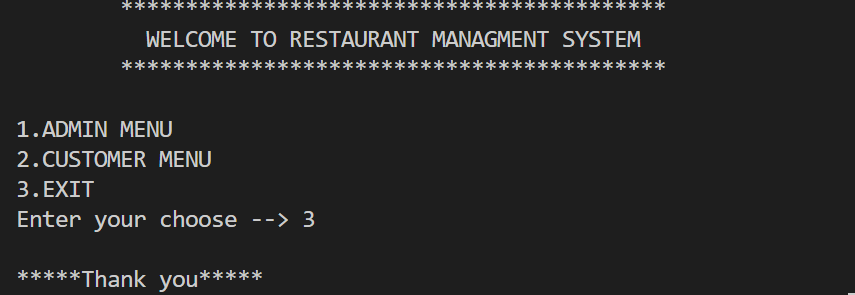 ******************************************
WELCOME TO RESTAURANT MANAGMENT SYSTEM
******************************************
1.ADMIN MENU
2.CUSTOMER MENU
3.EXIT
Enter your choose --> 3
*****Thank you*****